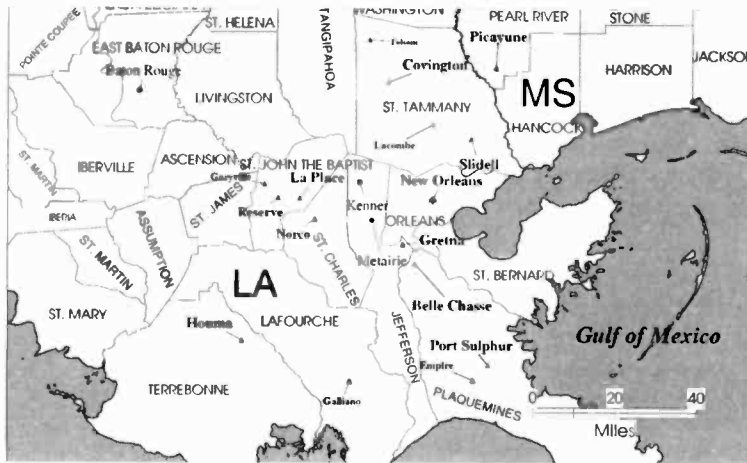 WASHINGTON
PEARL RIVER
STONE
ST. HELENA
TANGIPAHOA
POINTE COUPEE
EAST BATON ROUGE
Folsom
Picayune
JACKSON
Baton Rouge
Covington
HARRISON
LIVINGSTON
MS
ST. TAMMANY
HANCOCK
Lacombe
Slidell
ST. MARTIN
IBERVILLE
ASCENSION
ST. JOHN THE BAPTIST
Garyville
La Place
New Orleans
ST. JAMES
Reserve
Kenner
ORLEANS
IBERIA
ASSUMPTION
Norco
Gretna
ST. MARTIN
ST. CHARLES
Metairie
ST. BERNARD
LA
ST. MARY
Belle Chasse
Houma
LAFOURCHE
JEFFERSON
Port Sulphur
Gulf of Mexico
Empire
TERREBONNE
Galliano
PLAQUEMINES
0 20 40
Miles